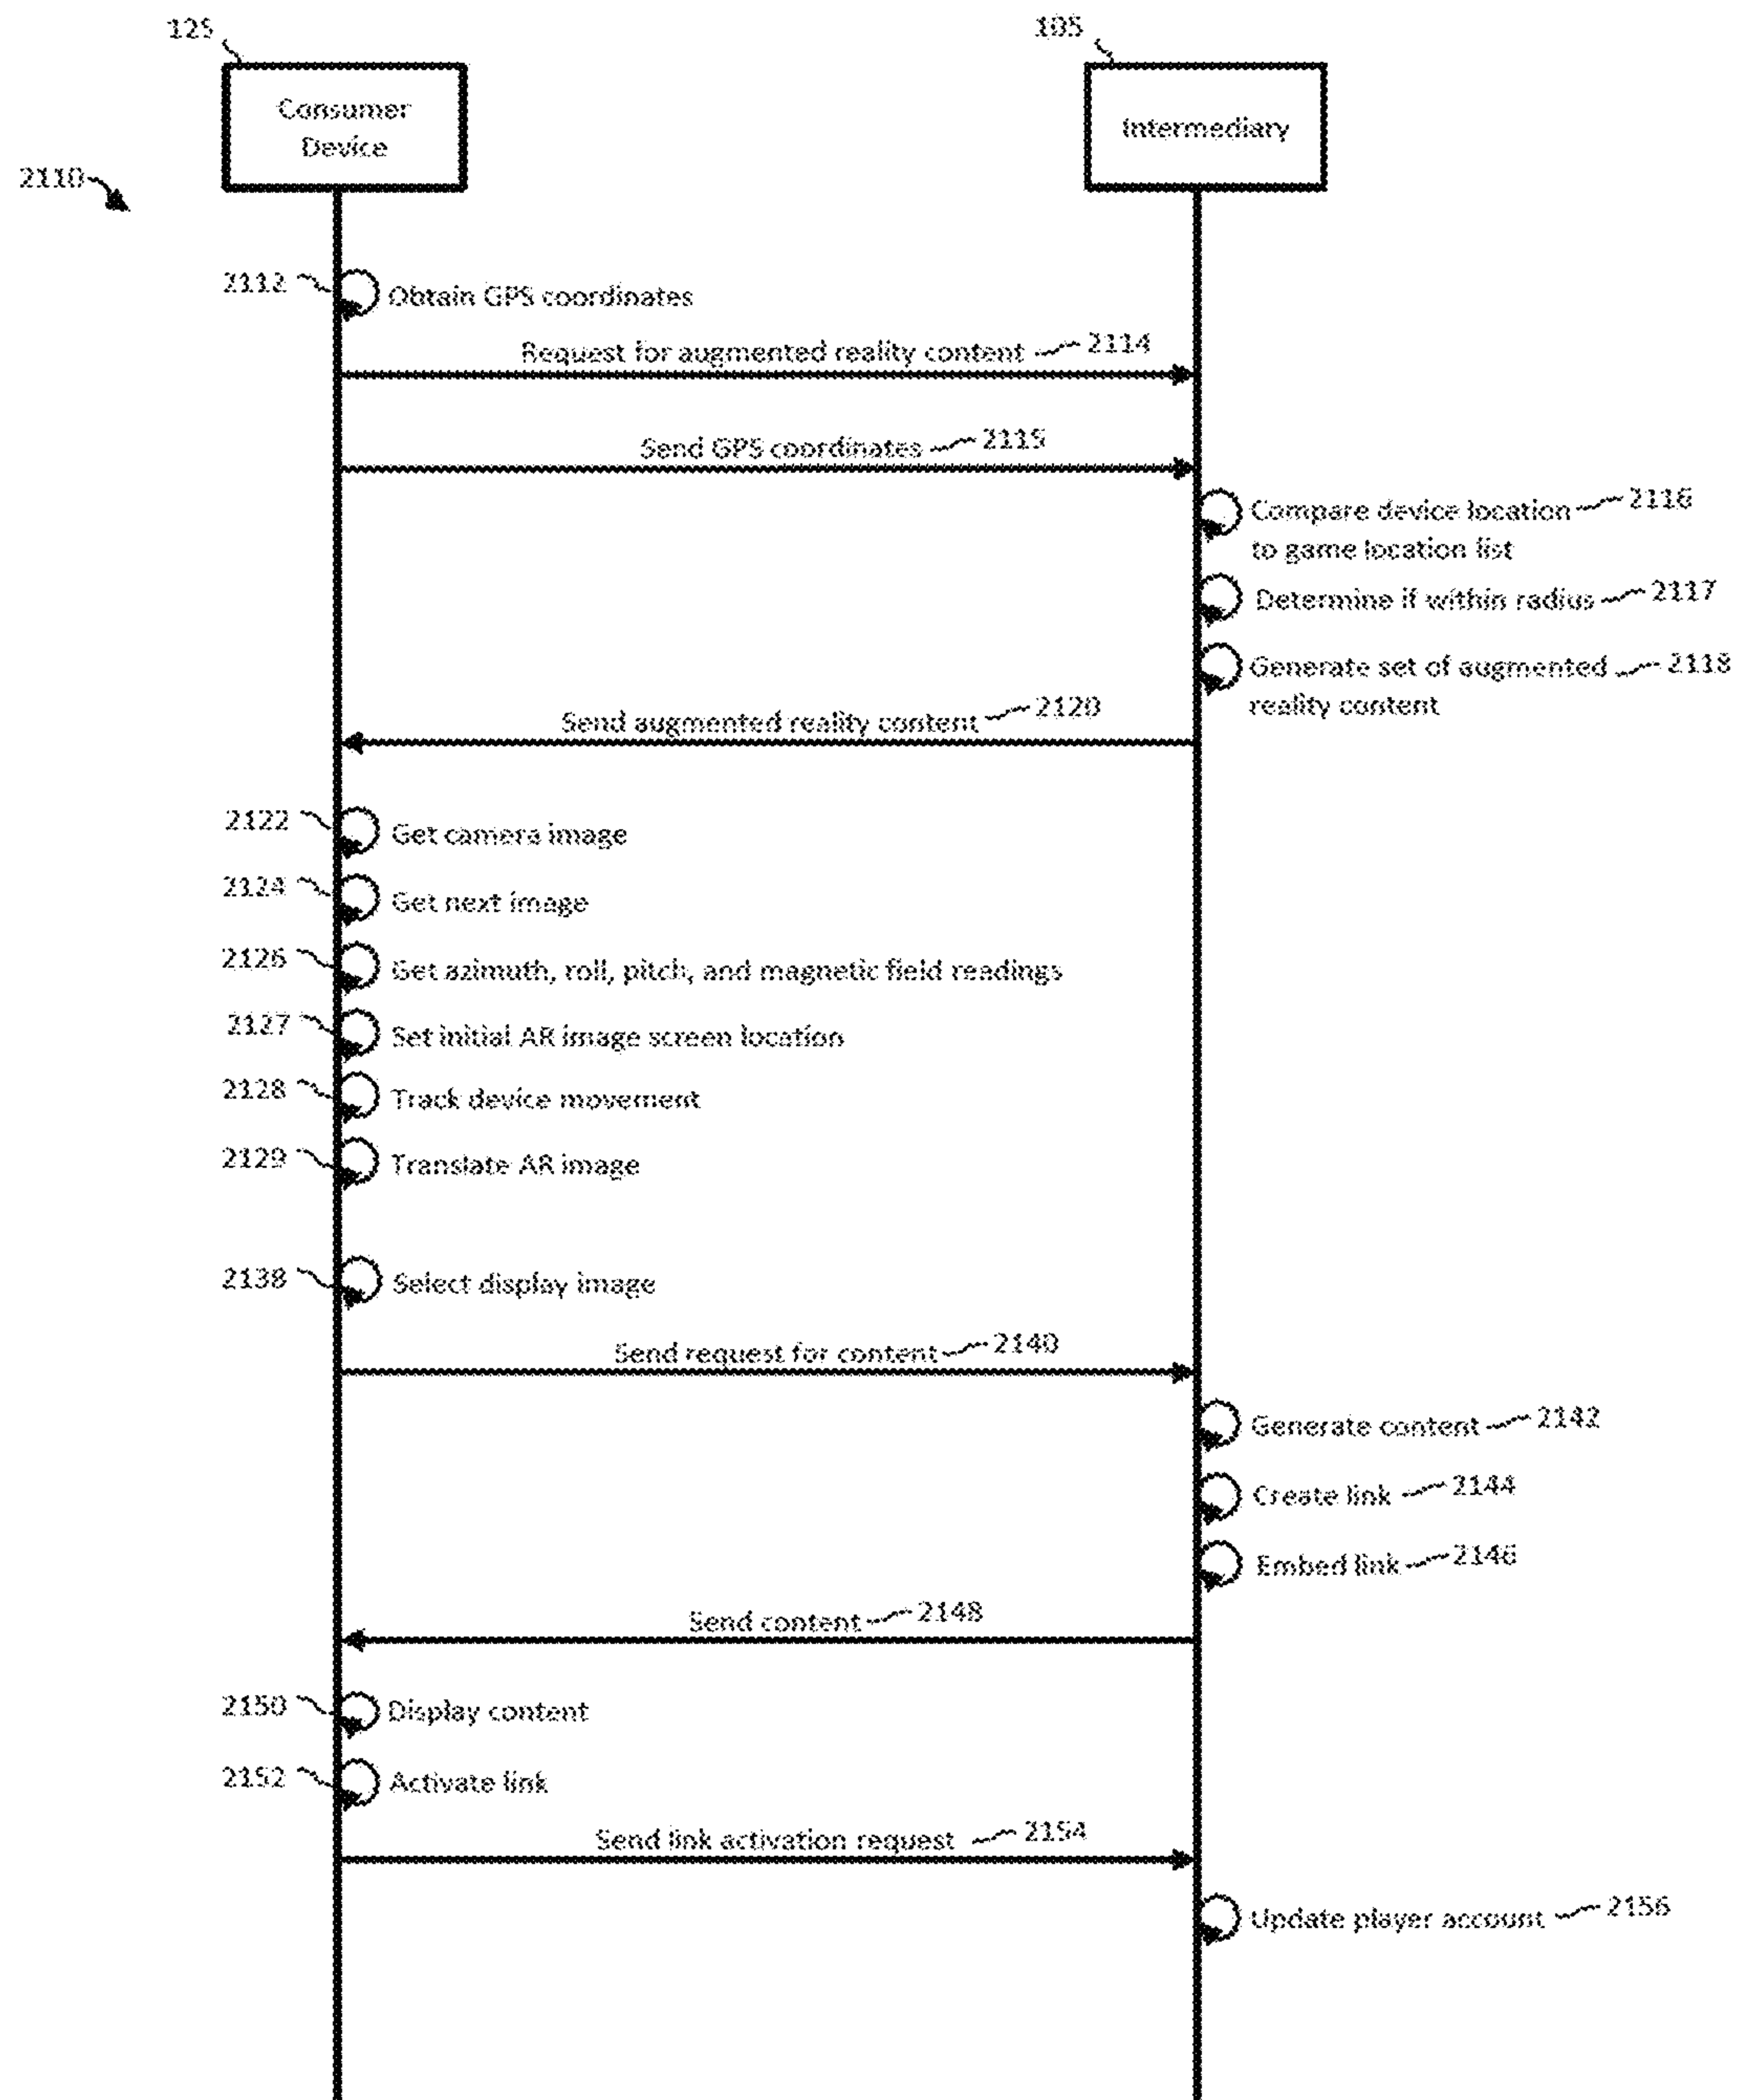 125
105
Consumer
Device
Intermediary
2110
2112
Obtain GPS coordinates
Request for augmented reality content 2114
Send GPS coordinates 2115
Compare device location 2116
to game location list
Determine if within radius 2117
Generate set of augmented 2118
reality content
Send augmented reality content 2120
2122 Get camera image
2124 Get next image
2126 Get azimuth, roll, pitch, and magnetic field readings
2127 Set initial AR image screen location
2128 Track device movement
2129 Translate AR image
2138 Select display image
Send request for content 2140
Generate content 2142
Create link 2144
Embed link 2146
Send content 2148
2150 Display content
2152 Activate link
Send link activation request 2154
Update player account 2156